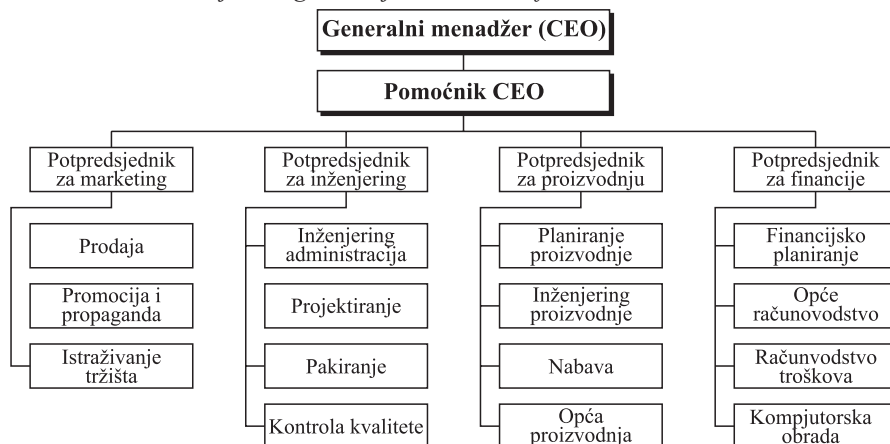 Generalni menadžer (CEO)
Pomoćnik CEO
Potpredsjednik
za marketing
Potpredsjednik
za inženjering
Potpredsjednik
za proizvodnju
Potpredsjednik
za financije
Prodaja
Promocija i
propaganda
Istraživanje
tržišta
Inženjering
administracija
Projektiranje
Pakiranje
Kontrola kvalitete
Planiranje
proizvodnje
Inženjering
proizvodnje
Nabava
Opća
proizvodnja
Financijsko
planiranje
Opće
računovodstvo
Računvodstvo
troškova
Kompjutorska
obrada